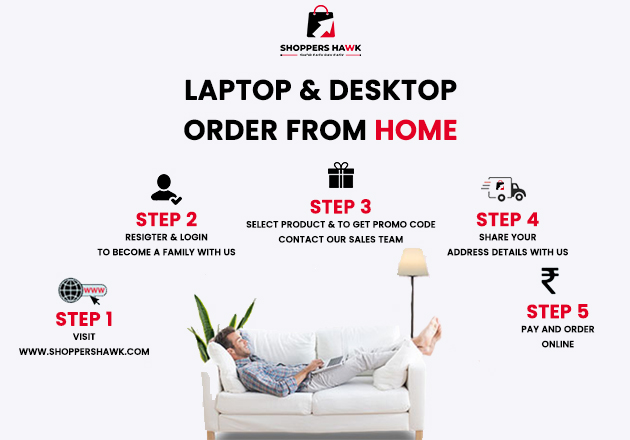 SHOPPERS HAWK
LAPTOP & DESKTOP
ORDER FROM HOME
STEP 1
VISIT
WWW.SHOPPERSHAWK.COM
STEP 2
RESIGTER & LOGIN
TO BECOME A FAMILY WITH US
STEP 3
SELECT PRODUCT & TO GET PROMO CODE
CONTACT OUR SALES TEAM
STEP 4
SHARE YOUR
ADDRESS DETAILS WITH US
₹
STEP 5
PAY AND ORDER
ONLINE
WWW